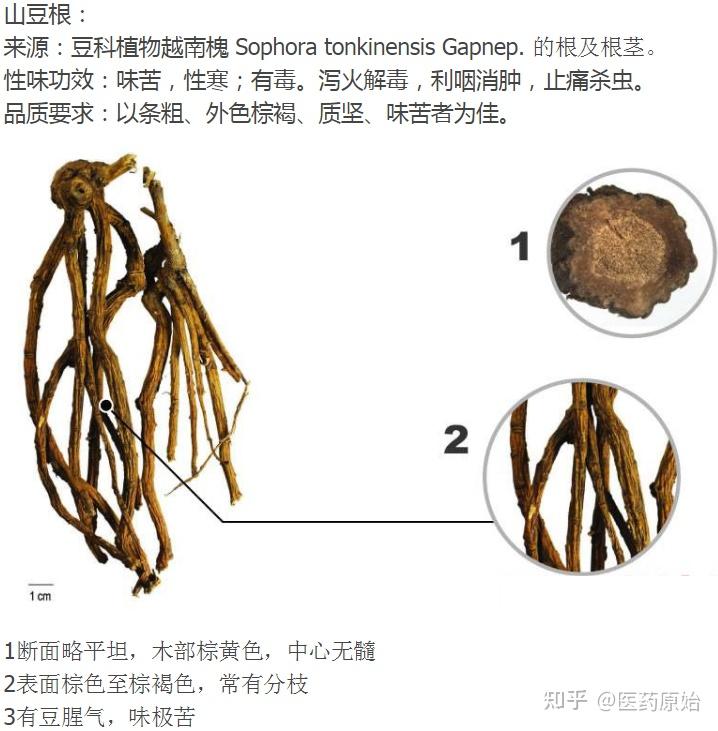 山豆根：
来源：豆科植物越南槐 Sophora tonkinensis Gapnep. 的根及根茎。
性味功效：味苦，性寒；有毒。泻火解毒，利咽消肿，止痛杀虫。
品质要求：以条粗、外色棕褐、质坚、味苦者为佳。
1
2
1 cm
1断面略平坦，木部棕黄色，中心无髓
2表面棕色至棕褐色，常有分枝
3有豆腥气，味极苦
知乎 @医药原始